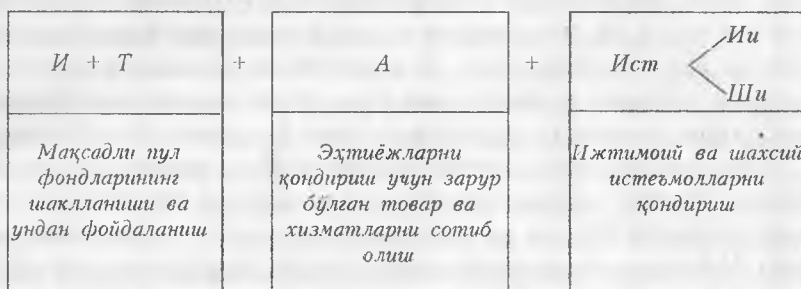 И + Т + А + Ист Ии
Ши
Мақсадли пул
фондларининг
шаклланиши ва
ундан фойдаланиш
Эҳтиёжларни
қондириш учун зарур
бўлган товар ва
хизматларни сотиб
олиш
Ижтимоий ва шахсий
истеъмолларни
қондириш